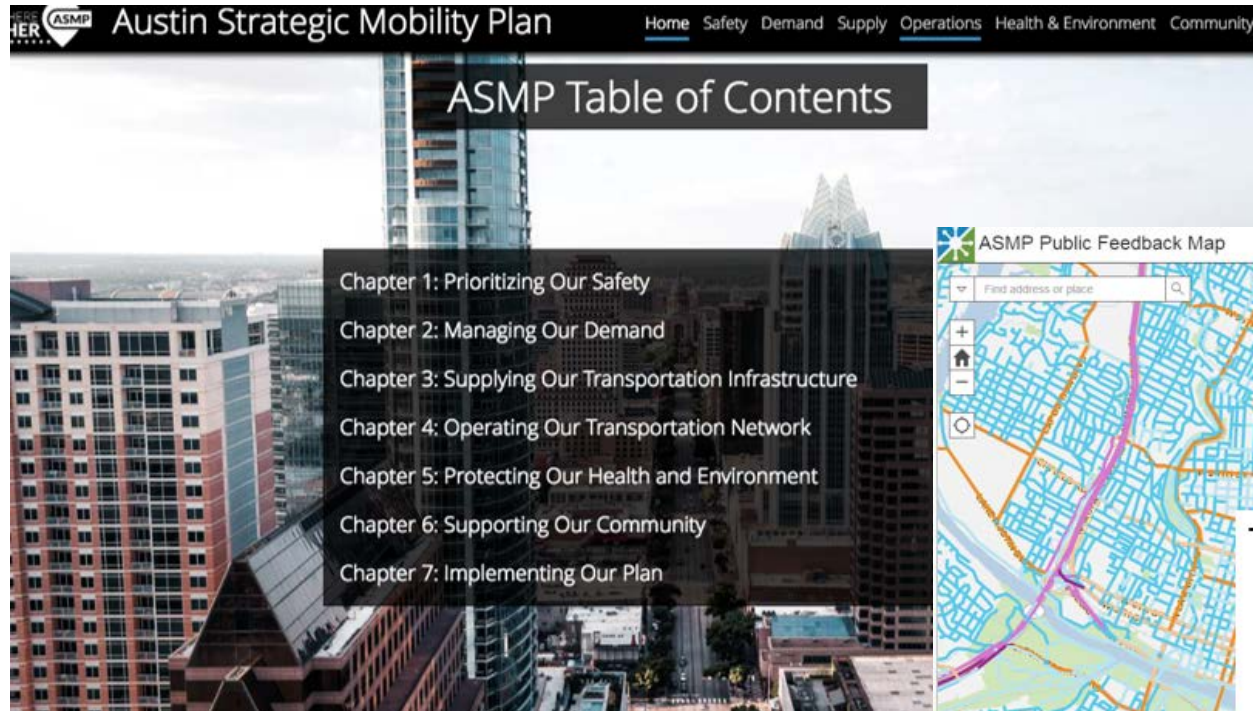 HERE
HER ASMP
Austin Strategic Mobility Plan
Home Safety Demand Supply Operations Health & Environment Community
ASMP Table of Contents
Chapter 1: Prioritizing Our Safety
Chapter 2: Managing Our Demand
Chapter 3: Supplying Our Transportation Infrastructure
Chapter 4: Operating Our Transportation Network
Chapter 5: Protecting Our Health and Environment
Chapter 6: Supporting Our Community
Chapter 7: Implementing Our Plan
ASMP Public Feedback Map
Find address or place